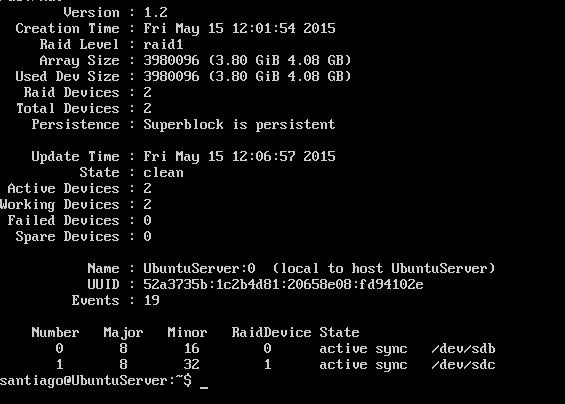 Version : 1.2
Creation Time : Fri May 15 12:01:54 2015
Raid Level : raid1
Array Size : 3980096 (3.80 GiB 4.08 GB)
Used Dev Size : 3980096 (3.80 GiB 4.08 GB)
Raid Devices : 2
Total Devices : 2
Persistence : Superblock is persistent
Update Time : Fri May 15 12:06:57 2015
State : clean
Active Devices : 2
Working Devices : 2
Failed Devices : 0
Spare Devices : 0
Name : UbuntuServer:0 (local to host UbuntuServer)
UUID : 52a3735b:1c2b4d81:20658e08:fd94102e
Events : 19
Number Major Minor RaidDevice State
0 8 16 0 active sync /dev/sdb
1 8 32 1 active sync /dev/sdc
santiago@UbuntuServer:~$ _